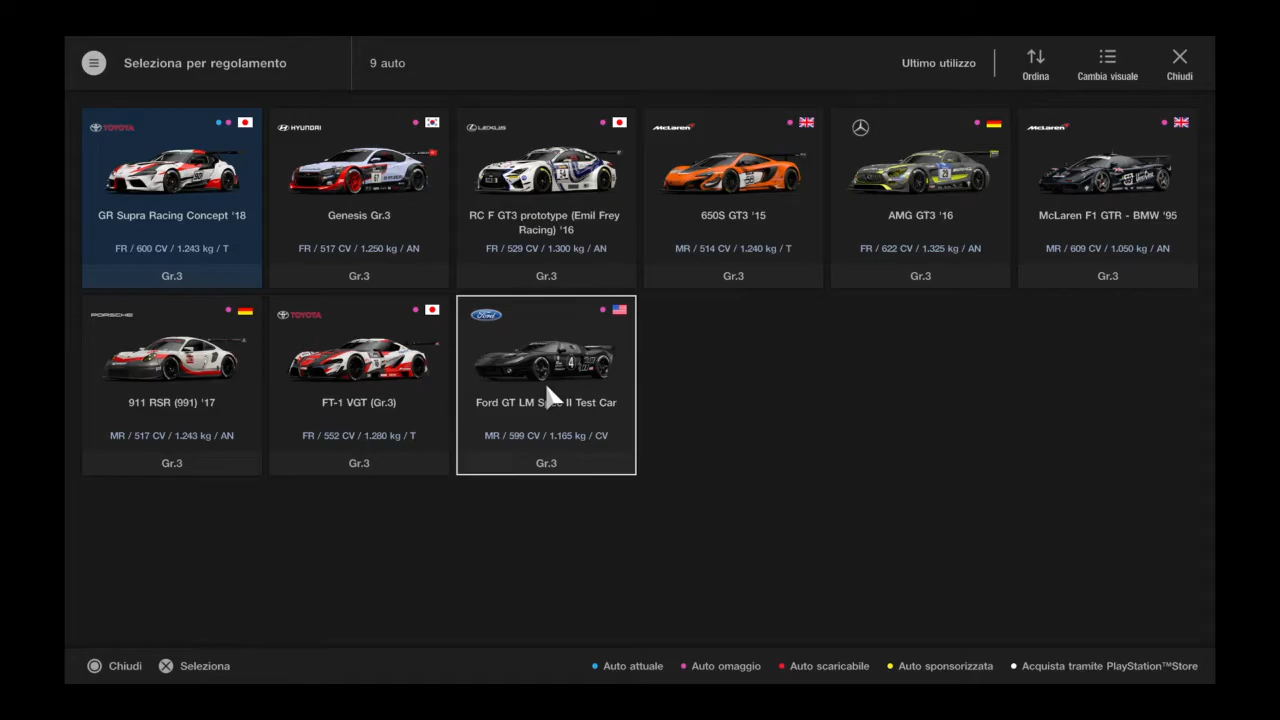 Seleziona per regolamento
9 auto
Ultimo utilizzo
Ordina
Cambia visuale
Chiudi
TOYOTA
GR Supra Racing Concept '18
FR / 600 CV / 1.243 kg / T
Gr.3
HYUNDAI
Genesis Gr.3
FR / 517 CV / 1.250 kg / AN
Gr.3
LEXUS
RC F GT3 prototype (Emil Frey
Racing) '16
FR / 529 CV / 1.300 kg / AN
Gr.3
McLaren
650S GT3 '15
MR / 514 CV / 1.240 kg / T
Gr.3
AMG GT3 '16
FR / 622 CV / 1.325 kg / AN
Gr.3
McLaren
McLaren F1 GTR - BMW '95
MR / 609 CV / 1.050 kg / AN
Gr.3
PORSCHE
911 RSR (991) '17
MR / 517 CV / 1.243 kg / AN
Gr.3
TOYOTA
FT-1 VGT (Gr.3)
FR / 552 CV / 1.280 kg / T
Gr.3
Ford
4
Ford GT LM II Test Car
MR / 599 CV / 1.165 kg / CV
Gr.3
Chiudi
Seleziona
Auto attuale
Auto omaggio
Auto scaricabile
Auto sponsorizzata
Acquista tramite PlayStation™Store